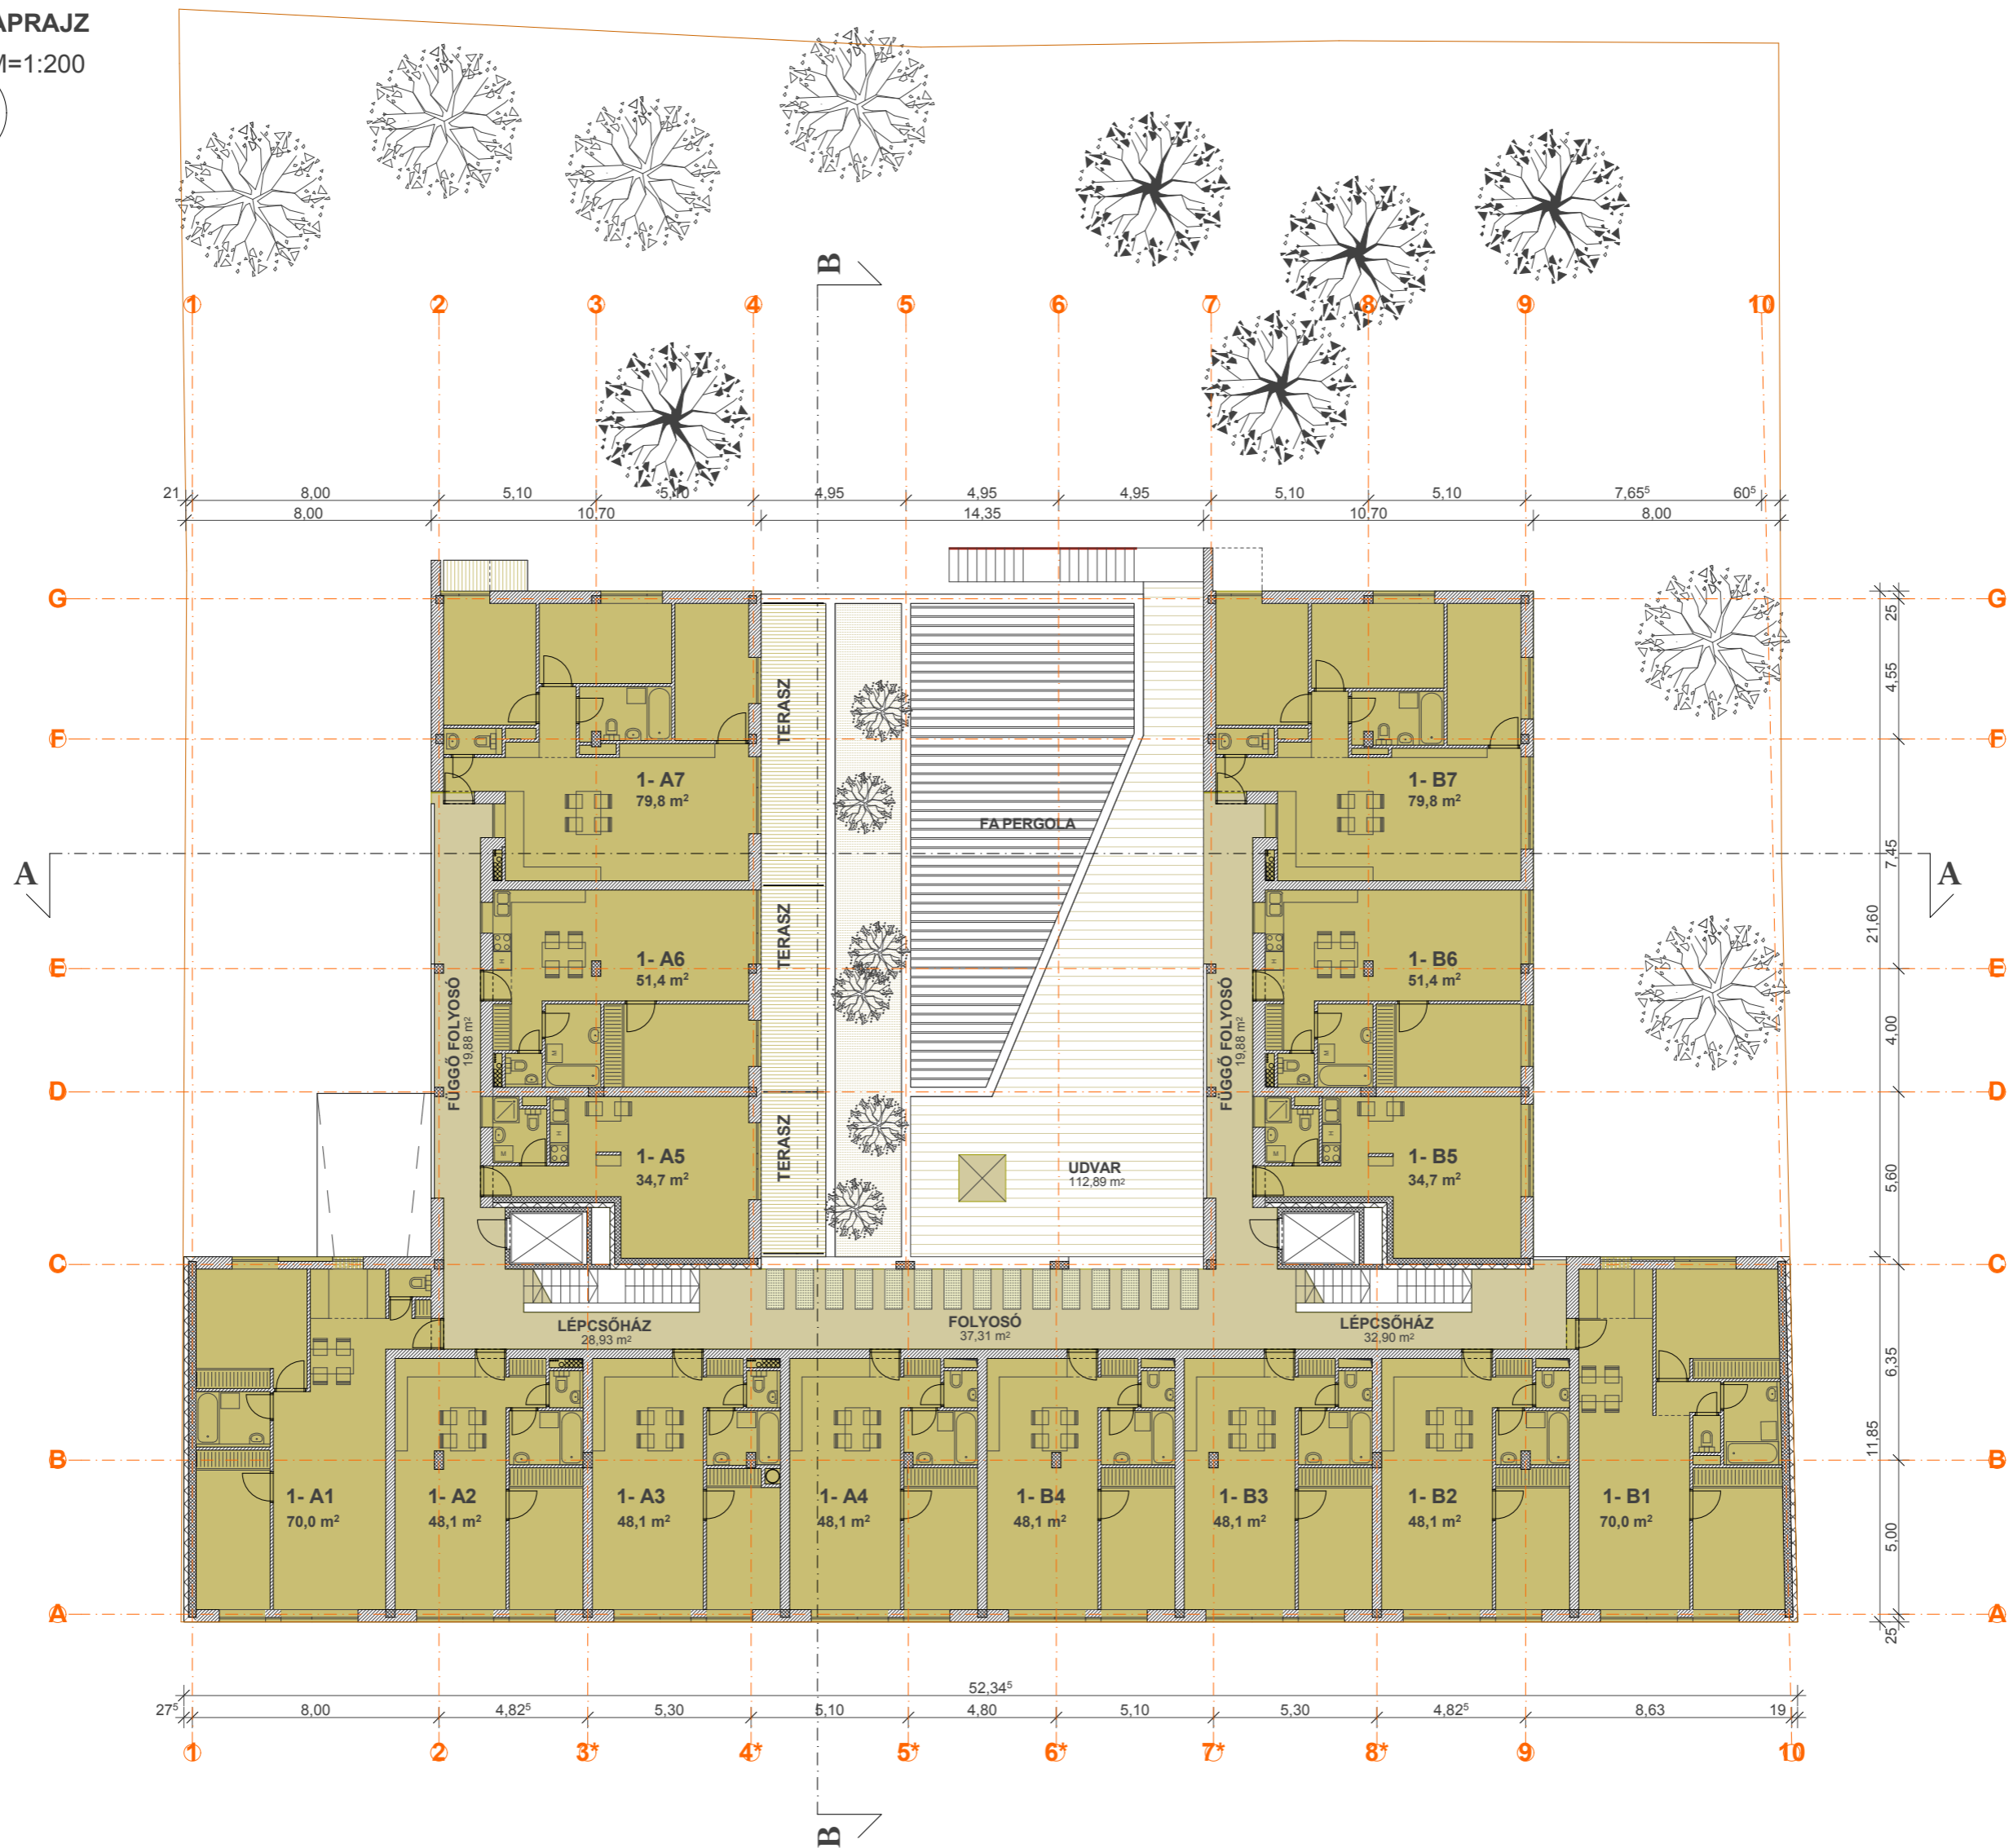 APRAJZ
M=1:200
B
1 2 3 4 5 6 7 8 9 10
21 8,00 5,10 5,10 4,95 4,95 4,95 5,10 5,10 7,65⁵ 60⁵
8,00 10,70 14,35 10,70 8,00
G G
25
4,55
TERASZ
F F
1- A7
79,8 m²
1- B7
79,8 m²
FA PERGOLA
7,45
A A
21,60
TERASZ
1- A6
51,4 m²
1- B6
51,4 m²
E E
FÜGGŐ FOLYOSÓ
19,88 m²
FÜGGŐ FOLYOSÓ
19,88 m²
4,00
D D
TERASZ
1- A5
34,7 m²
UDVAR
112,89 m²
1- B5
34,7 m²
5,60
C C
LÉPCSŐHÁZ
28,93 m²
FOLYOSÓ
37,31 m²
LÉPCSŐHÁZ
32,90 m²
6,35
11,85
B B
1- A1
70,0 m²
1- A2
48,1 m²
1- A3
48,1 m²
1- A4
48,1 m²
1- B4
48,1 m²
1- B3
48,1 m²
1- B2
48,1 m²
1- B1
70,0 m²
5,00
A A
25
52,34⁵
27⁵ 8,00 4,82⁵ 5,30 5,10 4,80 5,10 5,30 4,82⁵ 8,63 19
1 2 3* 4* 5* 6* 7* 8* 9 10
B